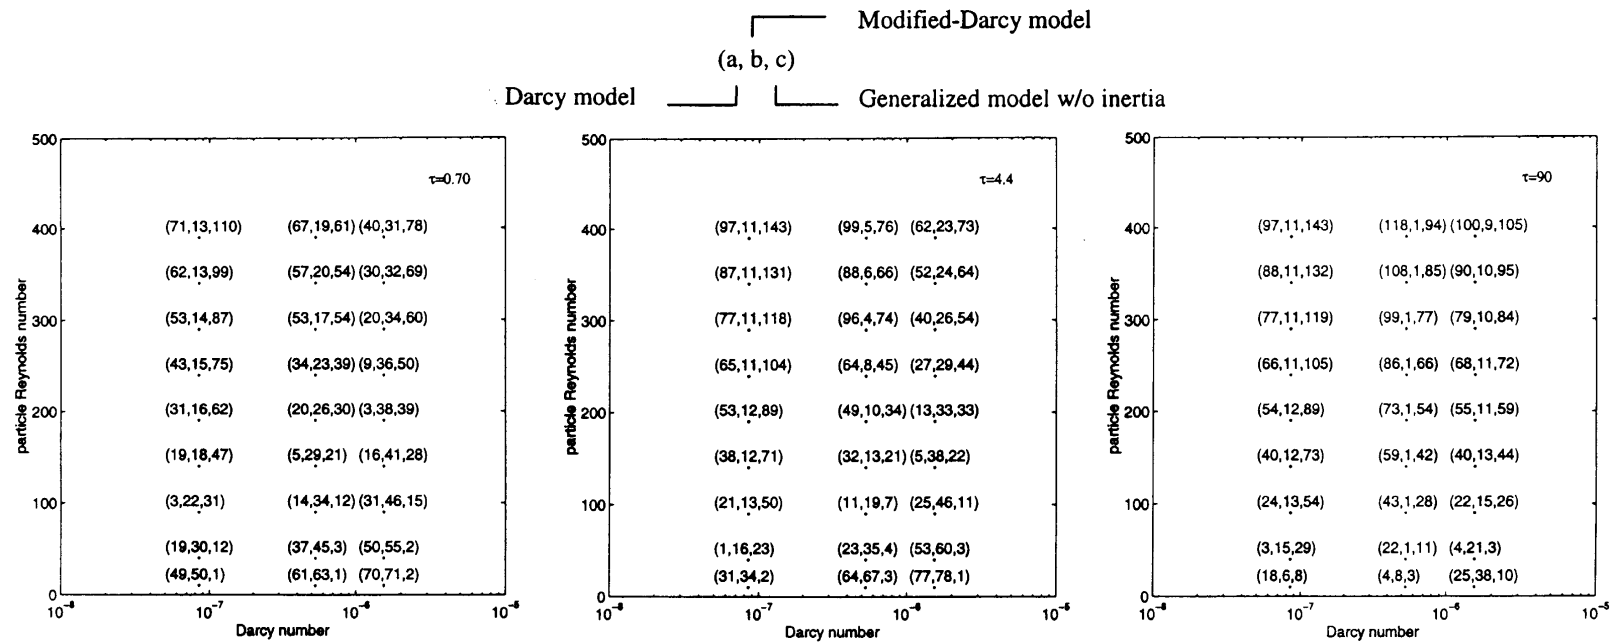 Modified-Darcy model
(a, b, c)
Darcy model
Generalized model w/o inertia
500
400
300
200
100
0
particle Reynolds number
τ=0.70
(71,13,110) (67,19,61) (40,31,78)
(62,13,99) (57,20,54) (30,32,69)
(53,14,87) (53,17,54) (20,34,60)
(43,15,75) (34,23,39) (9,36,50)
(31,16,62) (20,26,30) (3,38,39)
(19,18,47) (5,29,21) (16,41,28)
(3,22,31) (14,34,12) (31,46,15)
(19,30,12) (37,45,3) (50,55,2)
(49,50,1) (61,63,1) (70,71,2)
10⁻⁸ 10⁻⁷ 10⁻⁶ 10⁻⁵
Darcy number
500
400
300
200
100
0
particle Reynolds number
τ=4.4
(97,11,143) (99,5,76) (62,23,73)
(87,11,131) (88,6,66) (52,24,64)
(77,11,118) (96,4,74) (40,26,54)
(65,11,104) (64,8,45) (27,29,44)
(53,12,89) (49,10,34) (13,33,33)
(38,12,71) (32,13,21) (5,38,22)
(21,13,50) (11,19,7) (25,46,11)
(1,16,23) (23,35,4) (53,60,3)
(31,34,2) (64,67,3) (77,78,1)
10⁻⁸ 10⁻⁷ 10⁻⁶ 10⁻⁵
Darcy number
500
400
300
200
100
0
particle Reynolds number
τ=90
(97,11,143) (118,1,94) (100,9,105)
(88,11,132) (108,1,85) (90,10,95)
(77,11,119) (99,1,77) (79,10,84)
(66,11,105) (86,1,66) (68,11,72)
(54,12,89) (73,1,54) (55,11,59)
(40,12,73) (59,1,42) (40,13,44)
(24,13,54) (43,1,28) (22,15,26)
(3,15,29) (22,1,11) (4,21,3)
(18,6,8) (4,8,3) (25,38,10)
10⁻⁸ 10⁻⁷ 10⁻⁶ 10⁻⁵
Darcy number